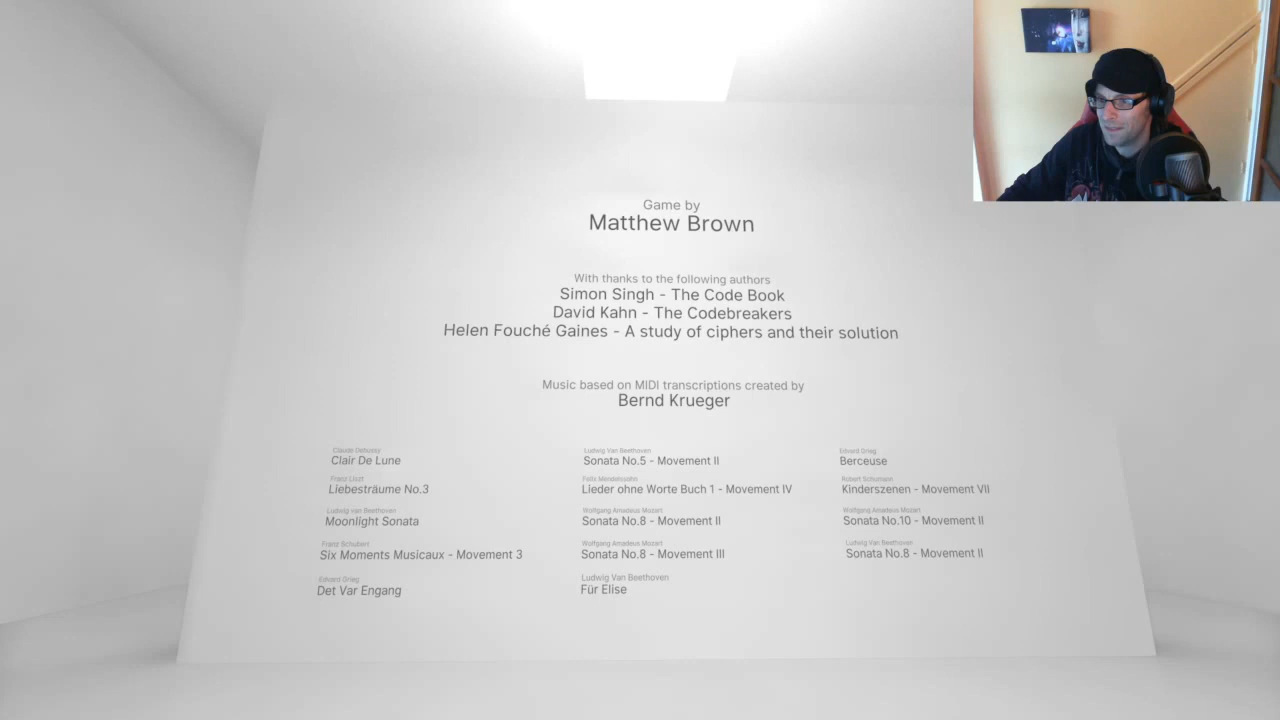 Game by
Matthew Brown
With thanks to the following authors
Simon Singh - The Code Book
David Kahn - The Codebreakers
Helen Fouché Gaines - A study of ciphers and their solution
Music based on MIDI transcriptions created by
Bernd Krueger
Claude Debussy
Clair De Lune
Franz Liszt
Liebesträume No.3
Ludwig van Beethoven
Moonlight Sonata
Franz Schubert
Six Moments Musicaux - Movement 3
Edvard Grieg
Det Var Engang
Ludwig Van Beethoven
Sonata No.5 - Movement II
Felix Mendelssohn
Lieder ohne Worte Buch 1 - Movement IV
Wolfgang Amadeus Mozart
Sonata No.8 - Movement II
Wolfgang Amadeus Mozart
Sonata No.8 - Movement III
Ludwig Van Beethoven
Für Elise
Edvard Grieg
Berceuse
Robert Schumann
Kinderszenen - Movement VII
Wolfgang Amadeus Mozart
Sonata No.10 - Movement II
Ludwig Van Beethoven
Sonata No.8 - Movement II